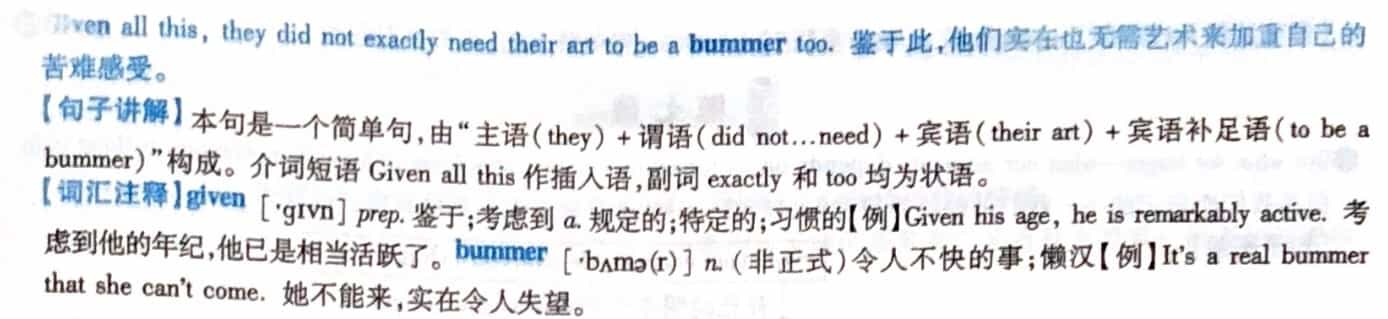 Given all this, they did not exactly need their art to be a bummer too. 鉴于此,他们实在也无需艺术来加重自己的
苦难感受。
【句子讲解】本句是一个简单句,由“主语(they) + 谓语(did not…need) + 宾语(their art) + 宾语补足语(to be a
bummer)”构成。介词短语 Given all this 作插入语,副词 exactly 和 too 均为状语。
【词汇注释】given [ˈɡɪvn] prep. 鉴于;考虑到 a. 规定的;特定的;习惯的【例】Given his age, he is remarkably active. 考
虑到他的年纪,他已是相当活跃了。bummer [ˈbʌmə(r)] n. (非正式)令人不快的事;懒汉【例】It's a real bummer
that she can't come. 她不能来,实在令人失望。